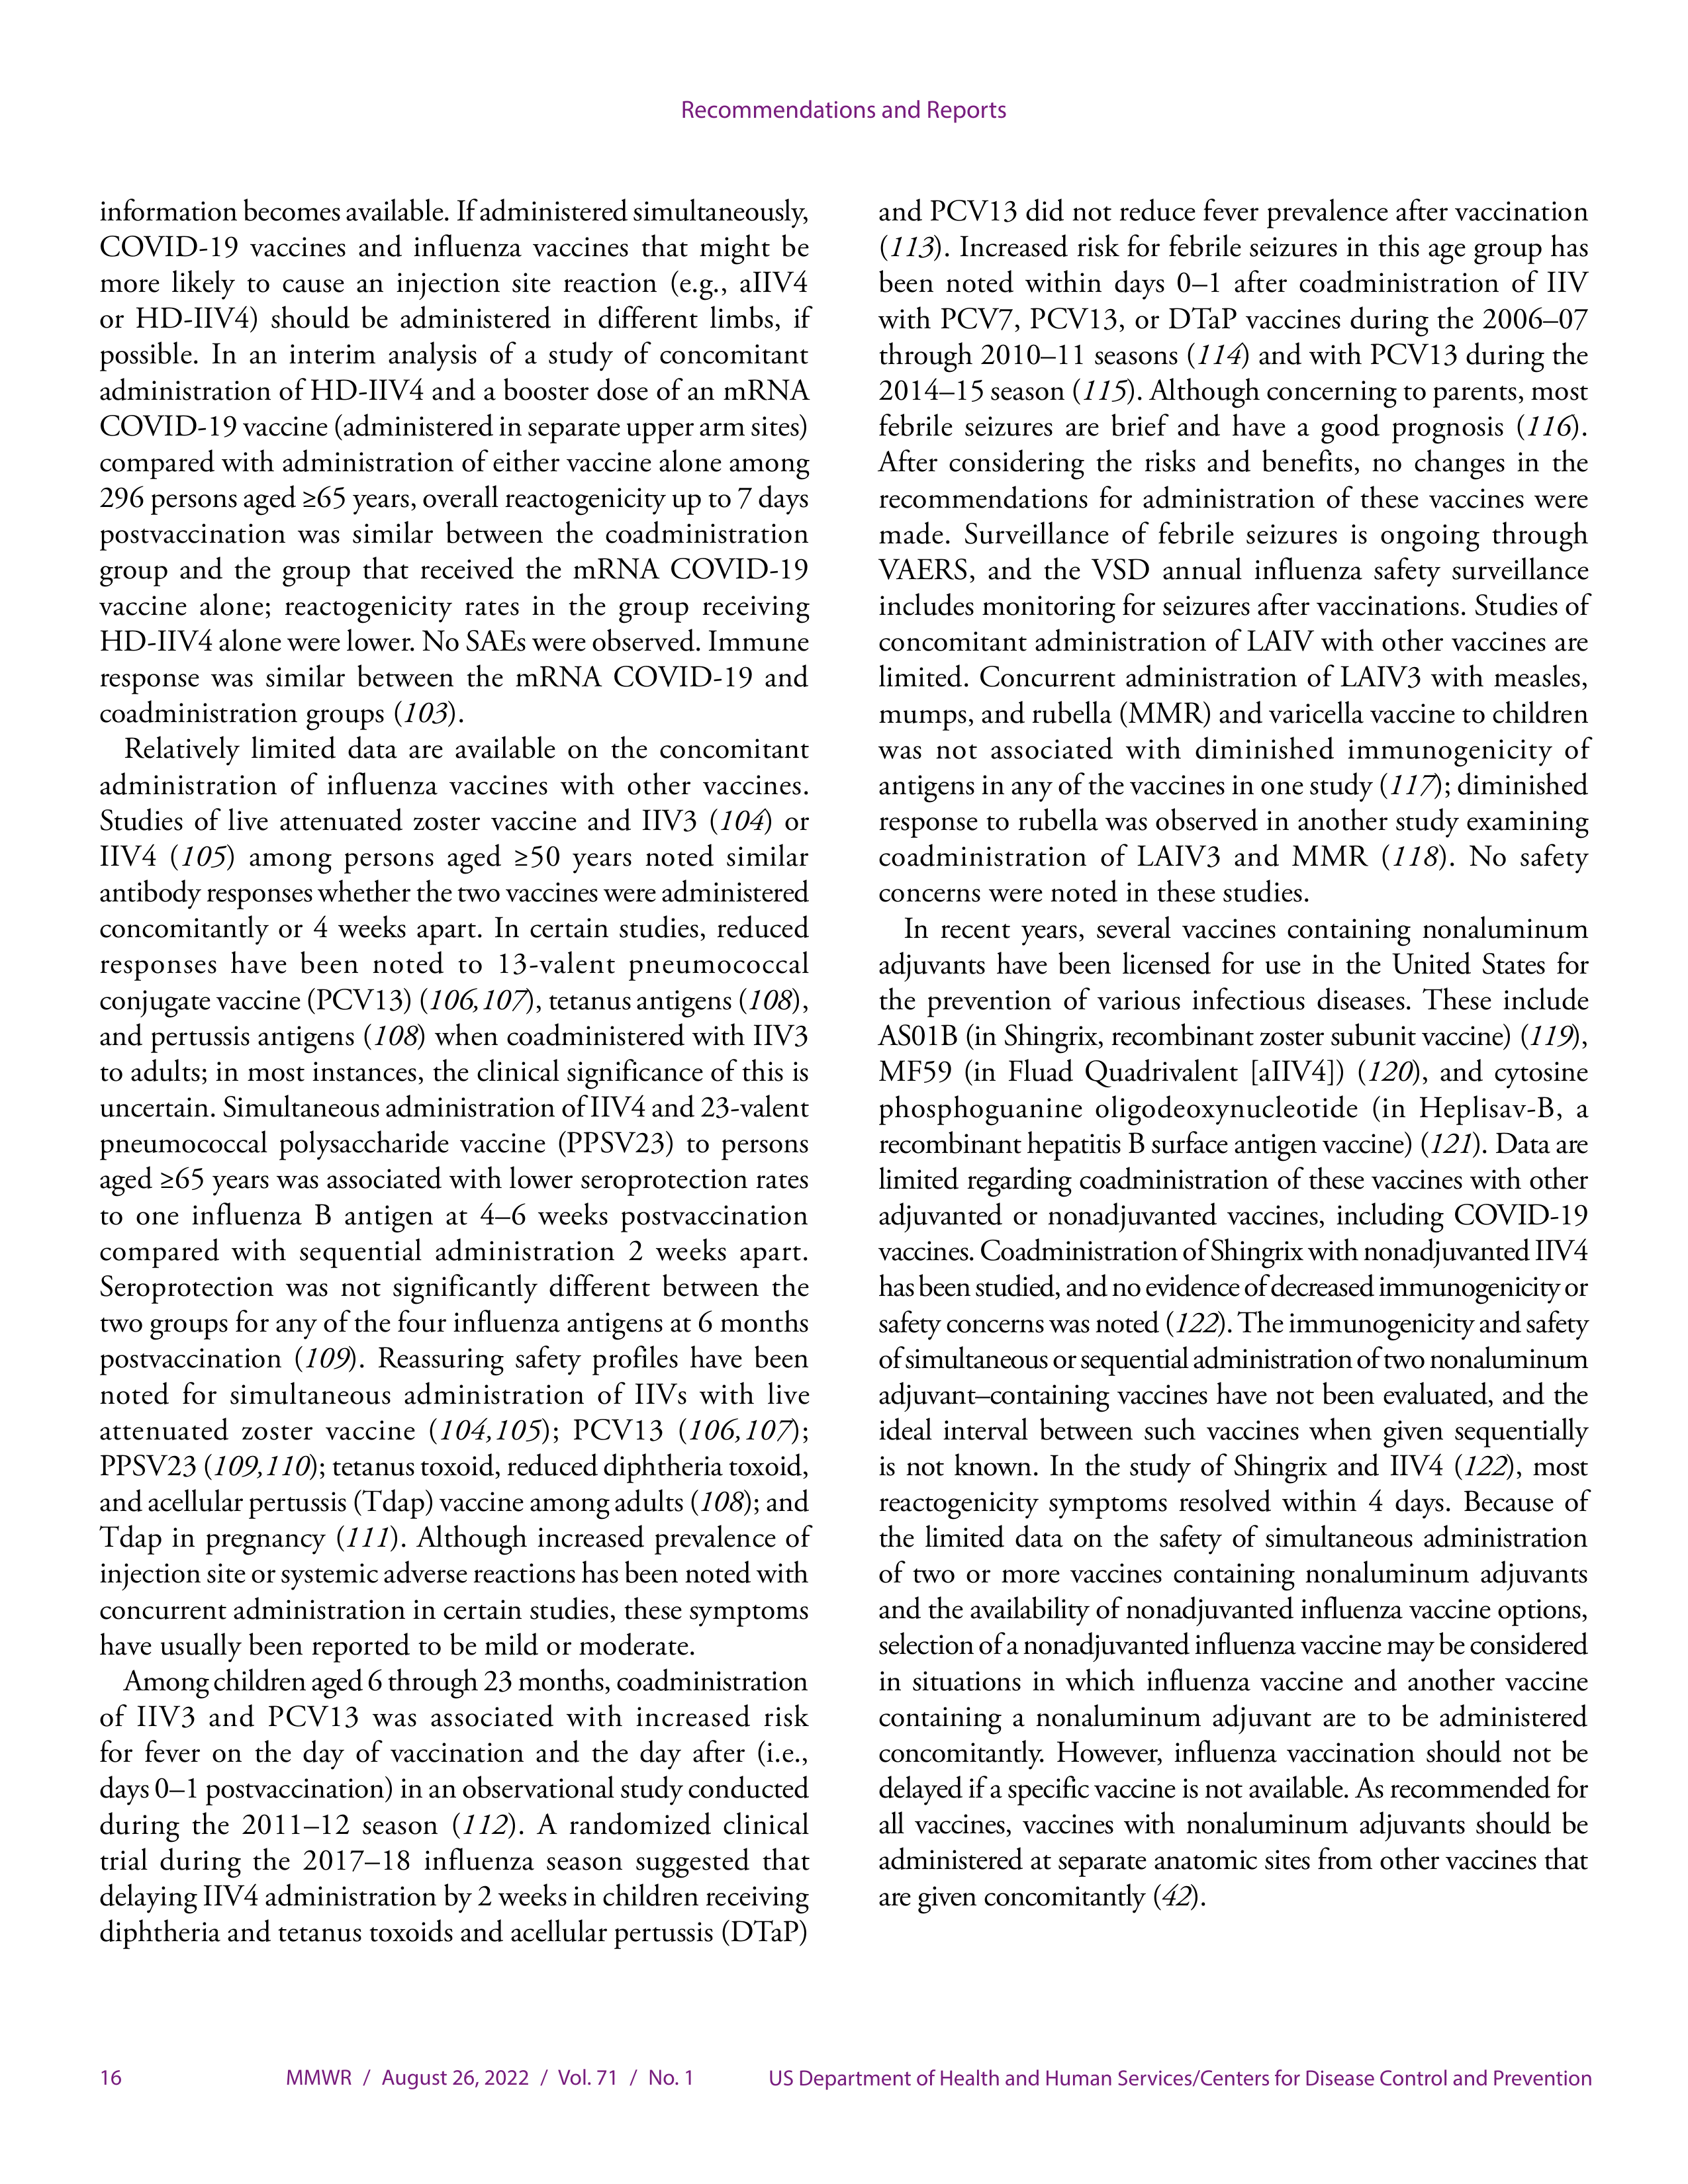 Recommendations and Reports
information becomes available. If administered simultaneously,
COVID-19 vaccines and influenza vaccines that might be
more likely to cause an injection site reaction (e.g., aIIV4
or HD-IIV4) should be administered in different limbs, if
possible. In an interim analysis of a study of concomitant
administration of HD-IIV4 and a booster dose of an mRNA
COVID-19 vaccine (administered in separate upper arm sites)
compared with administration of either vaccine alone among
296 persons aged ≥65 years, overall reactogenicity up to 7 days
postvaccination was similar between the coadministration
group and the group that received the mRNA COVID-19
vaccine alone; reactogenicity rates in the group receiving
HD-IIV4 alone were lower. No SAEs were observed. Immune
response was similar between the mRNA COVID-19 and
coadministration groups (103).
Relatively limited data are available on the concomitant
administration of influenza vaccines with other vaccines.
Studies of live attenuated zoster vaccine and IIV3 (104) or
IIV4 (105) among persons aged ≥50 years noted similar
antibody responses whether the two vaccines were administered
concomitantly or 4 weeks apart. In certain studies, reduced
responses have been noted to 13-valent pneumococcal
conjugate vaccine (PCV13) (106,107), tetanus antigens (108),
and pertussis antigens (108) when coadministered with IIV3
to adults; in most instances, the clinical significance of this is
uncertain. Simultaneous administration of IIV4 and 23-valent
pneumococcal polysaccharide vaccine (PPSV23) to persons
aged ≥65 years was associated with lower seroprotection rates
to one influenza B antigen at 4–6 weeks postvaccination
compared with sequential administration 2 weeks apart.
Seroprotection was not significantly different between the
two groups for any of the four influenza antigens at 6 months
postvaccination (109). Reassuring safety profiles have been
noted for simultaneous administration of IIVs with live
attenuated zoster vaccine (104,105); PCV13 (106,107);
PPSV23 (109,110); tetanus toxoid, reduced diphtheria toxoid,
and acellular pertussis (Tdap) vaccine among adults (108); and
Tdap in pregnancy (111). Although increased prevalence of
injection site or systemic adverse reactions has been noted with
concurrent administration in certain studies, these symptoms
have usually been reported to be mild or moderate.
Among children aged 6 through 23 months, coadministration
of IIV3 and PCV13 was associated with increased risk
for fever on the day of vaccination and the day after (i.e.,
days 0–1 postvaccination) in an observational study conducted
during the 2011–12 season (112). A randomized clinical
trial during the 2017–18 influenza season suggested that
delaying IIV4 administration by 2 weeks in children receiving
diphtheria and tetanus toxoids and acellular pertussis (DTaP)
and PCV13 did not reduce fever prevalence after vaccination
(113). Increased risk for febrile seizures in this age group has
been noted within days 0–1 after coadministration of IIV
with PCV7, PCV13, or DTaP vaccines during the 2006–07
through 2010–11 seasons (114) and with PCV13 during the
2014–15 season (115). Although concerning to parents, most
febrile seizures are brief and have a good prognosis (116).
After considering the risks and benefits, no changes in the
recommendations for administration of these vaccines were
made. Surveillance of febrile seizures is ongoing through
VAERS, and the VSD annual influenza safety surveillance
includes monitoring for seizures after vaccinations. Studies of
concomitant administration of LAIV with other vaccines are
limited. Concurrent administration of LAIV3 with measles,
mumps, and rubella (MMR) and varicella vaccine to children
was not associated with diminished immunogenicity of
antigens in any of the vaccines in one study (117); diminished
response to rubella was observed in another study examining
coadministration of LAIV3 and MMR (118). No safety
concerns were noted in these studies.
In recent years, several vaccines containing nonaluminum
adjuvants have been licensed for use in the United States for
the prevention of various infectious diseases. These include
AS01B (in Shingrix, recombinant zoster subunit vaccine) (119),
MF59 (in Fluad Quadrivalent [aIIV4]) (120), and cytosine
phosphoguanine oligodeoxynucleotide (in Heplisav-B, a
recombinant hepatitis B surface antigen vaccine) (121). Data are
limited regarding coadministration of these vaccines with other
adjuvanted or nonadjuvanted vaccines, including COVID-19
vaccines. Coadministration of Shingrix with nonadjuvanted IIV4
has been studied, and no evidence of decreased immunogenicity or
safety concerns was noted (122). The immunogenicity and safety
of simultaneous or sequential administration of two nonaluminum
adjuvant–containing vaccines have not been evaluated, and the
ideal interval between such vaccines when given sequentially
is not known. In the study of Shingrix and IIV4 (122), most
reactogenicity symptoms resolved within 4 days. Because of
the limited data on the safety of simultaneous administration
of two or more vaccines containing nonaluminum adjuvants
and the availability of nonadjuvanted influenza vaccine options,
selection of a nonadjuvanted influenza vaccine may be considered
in situations in which influenza vaccine and another vaccine
containing a nonaluminum adjuvant are to be administered
concomitantly. However, influenza vaccination should not be
delayed if a specific vaccine is not available. As recommended for
all vaccines, vaccines with nonaluminum adjuvants should be
administered at separate anatomic sites from other vaccines that
are given concomitantly (42).
16 MMWR / August 26, 2022 / Vol. 71 / No. 1 US Department of Health and Human Services/Centers for Disease Control and Prevention